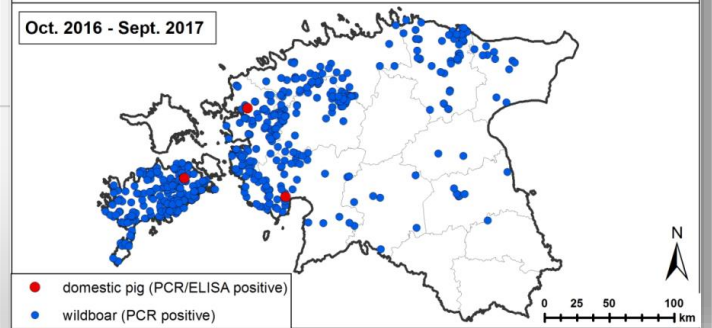 Oct. 2016 - Sept. 2017
N
domestic pig (PCR/ELISA positive)
wildboar (PCR positive)
0 25 50 100
km